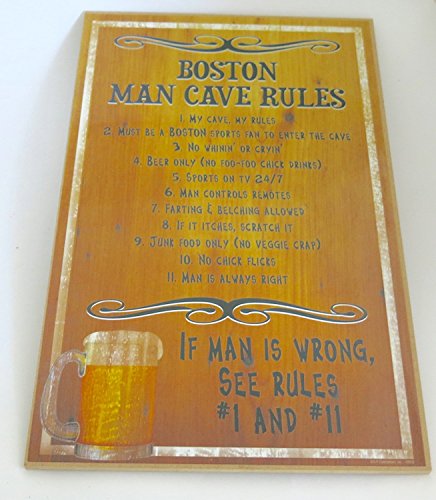 BOSTON
MAN CAVE RULES
1. MY CAVE, MY RULES
2. MUST BE A BOSTON SPORTS FAN TO ENTER THE CAVE
3. NO WHININ' OR CRYIN'
4. BEER ONLY (NO FOO-FOO CHICK DRINKS)
5. SPORTS ON TV 24/7
6. MAN CONTROLS REMOTES
7. FARTING & BELCHING ALLOWED
8. IF IT ITCHES, SCRATCH IT
9. JUNK FOOD ONLY (NO VEGGIE CRAP)
10. NO CHICK FLICKS
11. MAN IS ALWAYS RIGHT
IF MAN IS WRONG,
SEE RULES
#1 AND #11